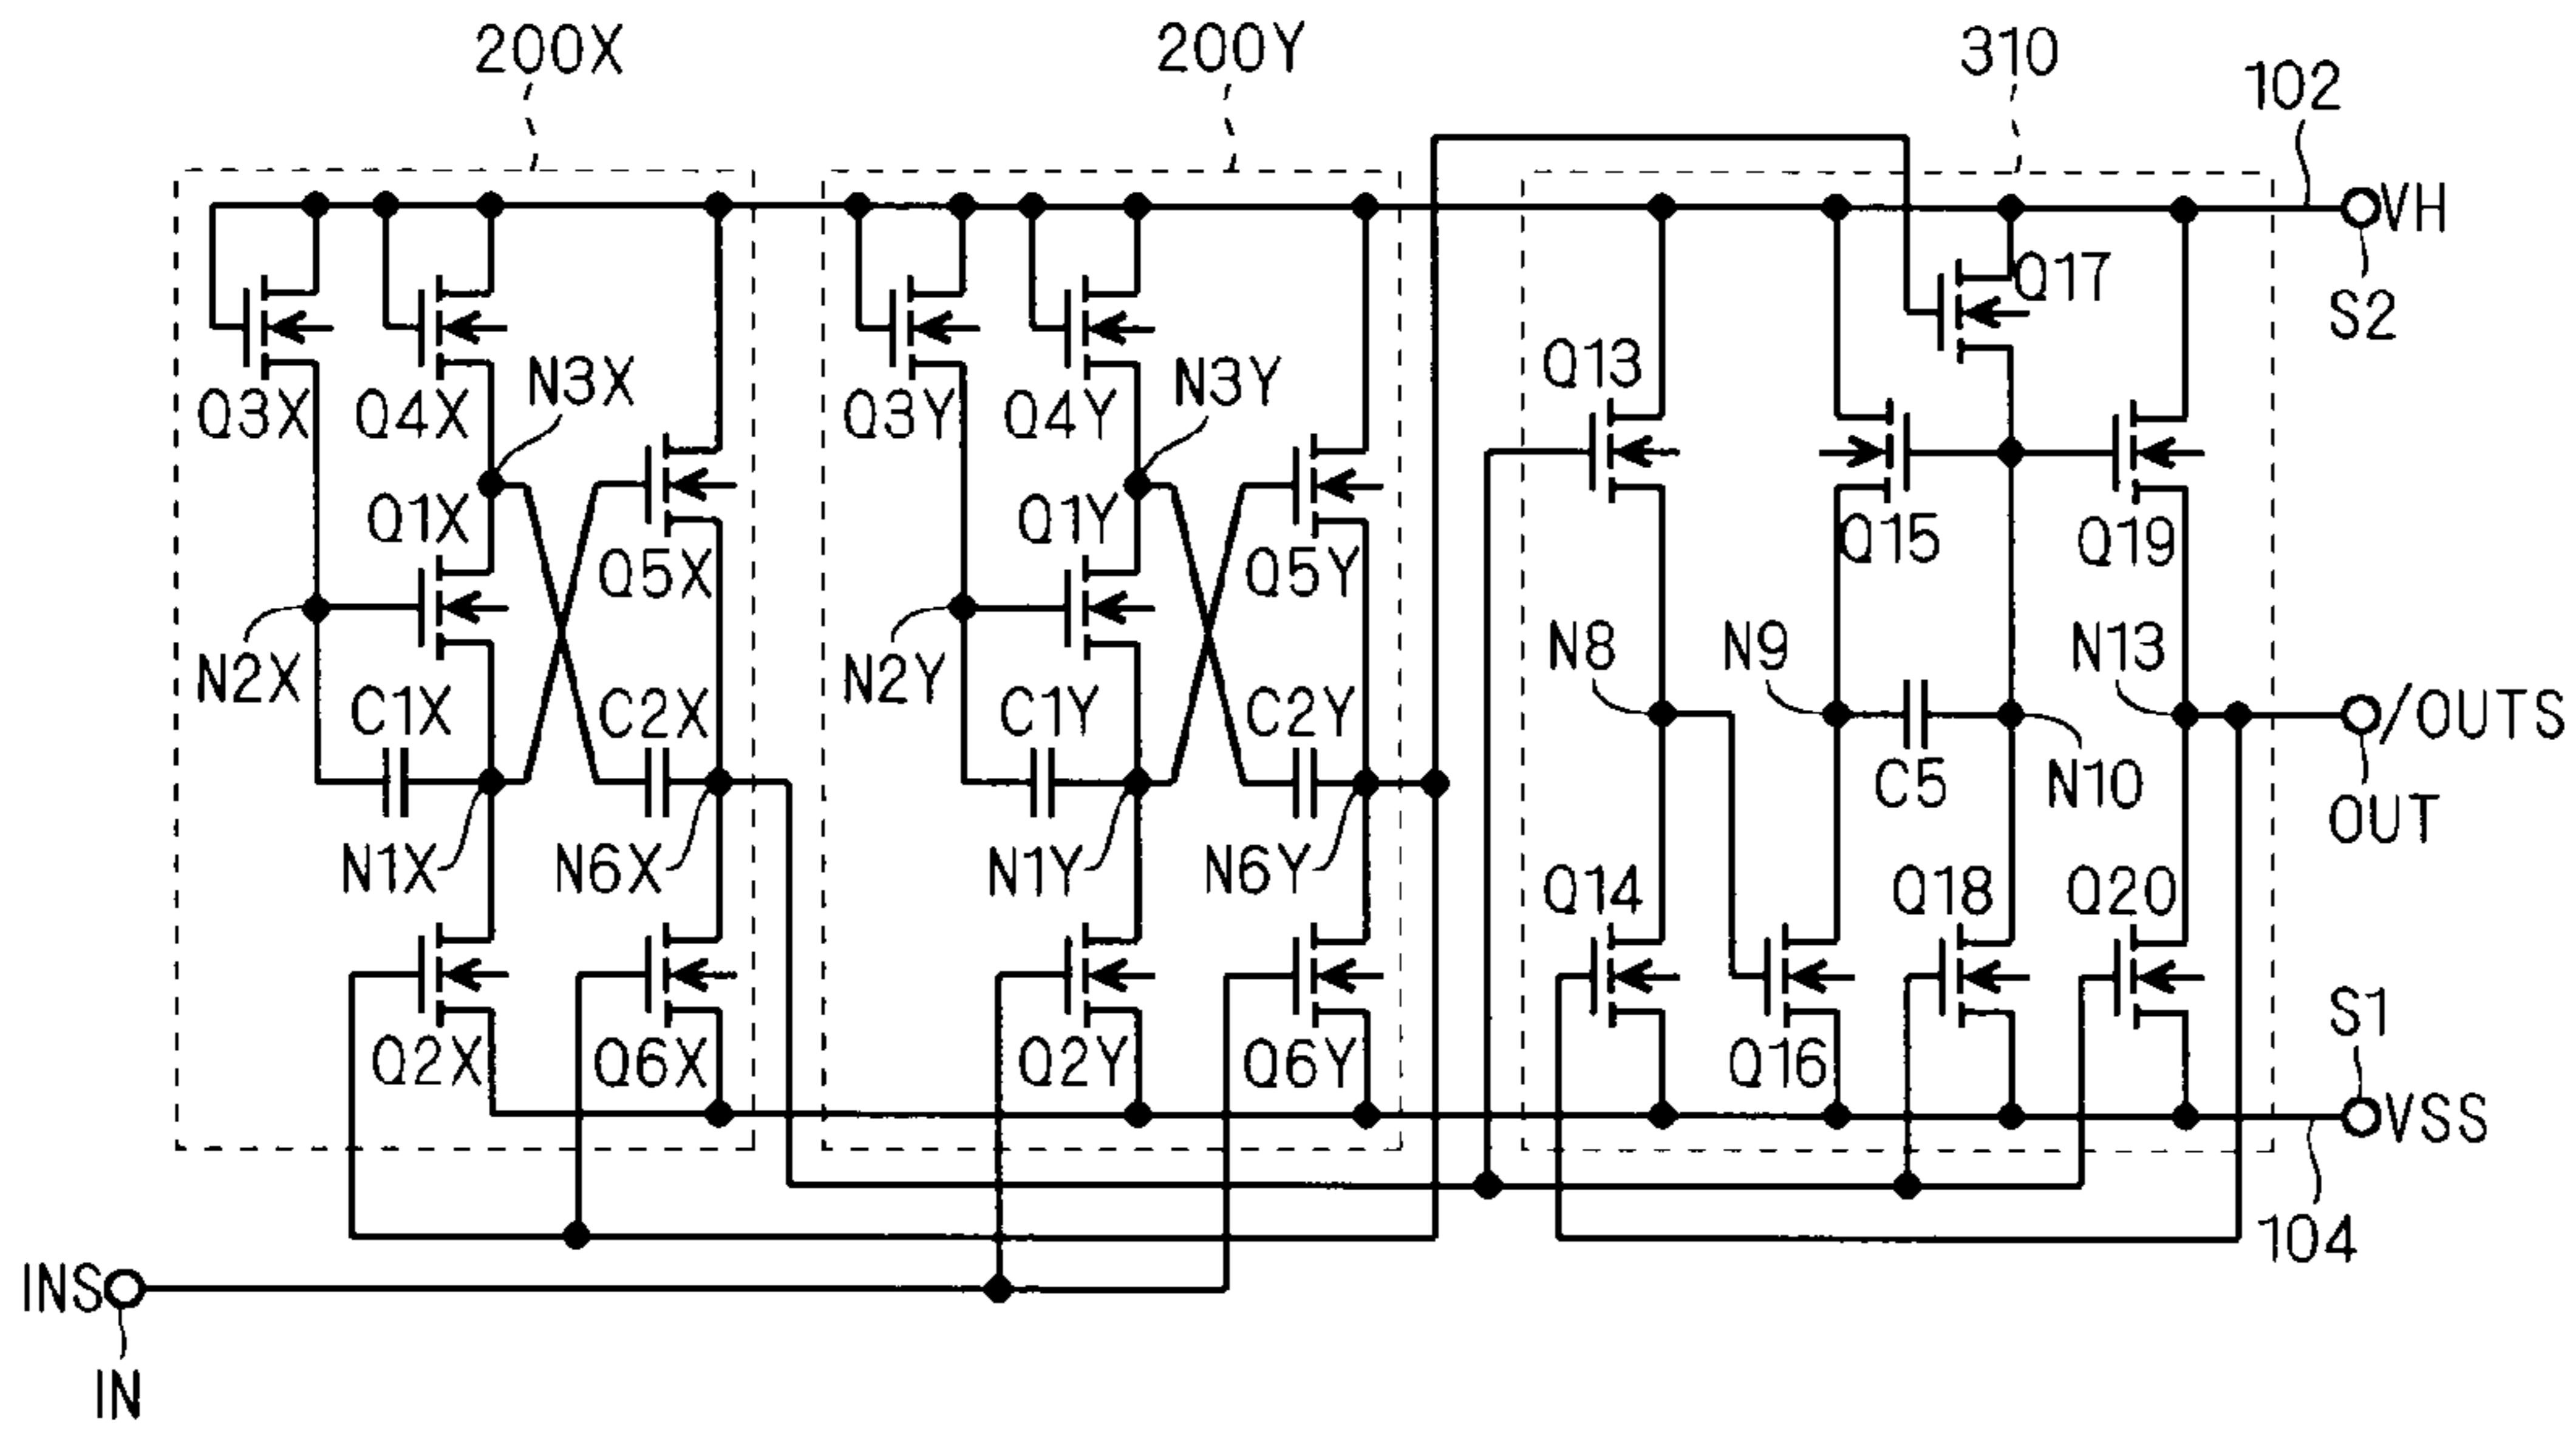 200X
200Y
310
102
VH
S2
Q17
Q13
Q3X
Q4X
N3X
Q3Y
Q4Y
N3Y
Q1X
Q5X
Q1Y
Q5Y
Q15
Q19
N2X
C1X
C2X
N2Y
C1Y
C2Y
N8
N9
N13
/OUTS
C5
N10
OUT
N1X
N6X
N1Y
N6Y
Q14
Q18
Q20
Q2X
Q6X
Q2Y
Q6Y
Q16
S1
VSS
104
INS
IN